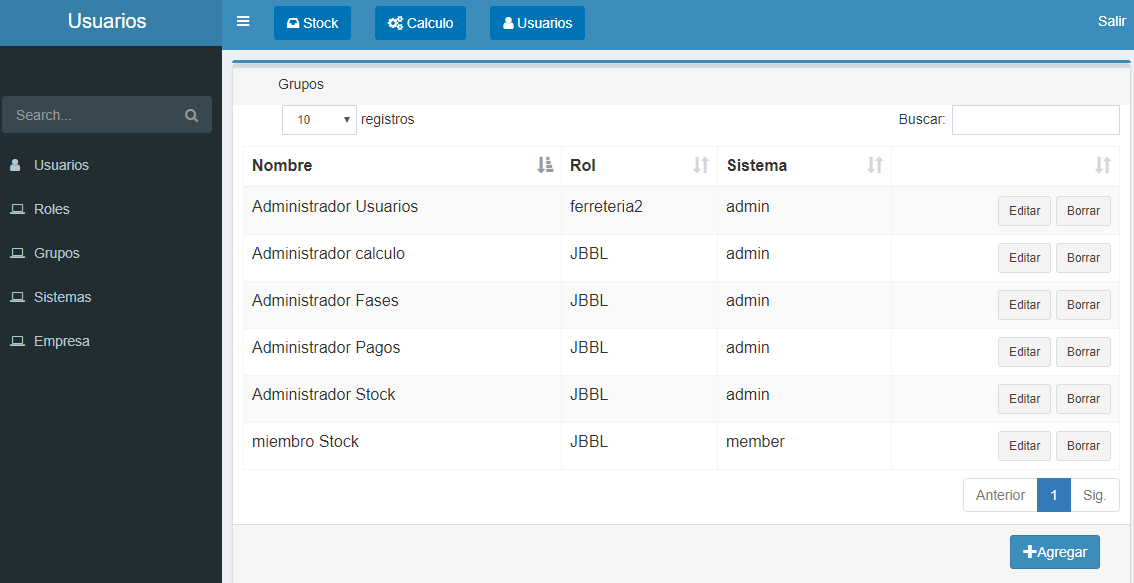 Usuarios
Stock Calculo Usuarios Salir
Search...
Usuarios
Roles
Grupos
Sistemas
Empresa
Grupos
10 registros Buscar:
Nombre Rol Sistema
Administrador Usuarios ferreteria2 admin Editar Borrar
Administrador calculo JBBL admin Editar Borrar
Administrador Fases JBBL admin Editar Borrar
Administrador Pagos JBBL admin Editar Borrar
Administrador Stock JBBL admin Editar Borrar
miembro Stock JBBL member Editar Borrar
Anterior 1 Sig.
Agregar